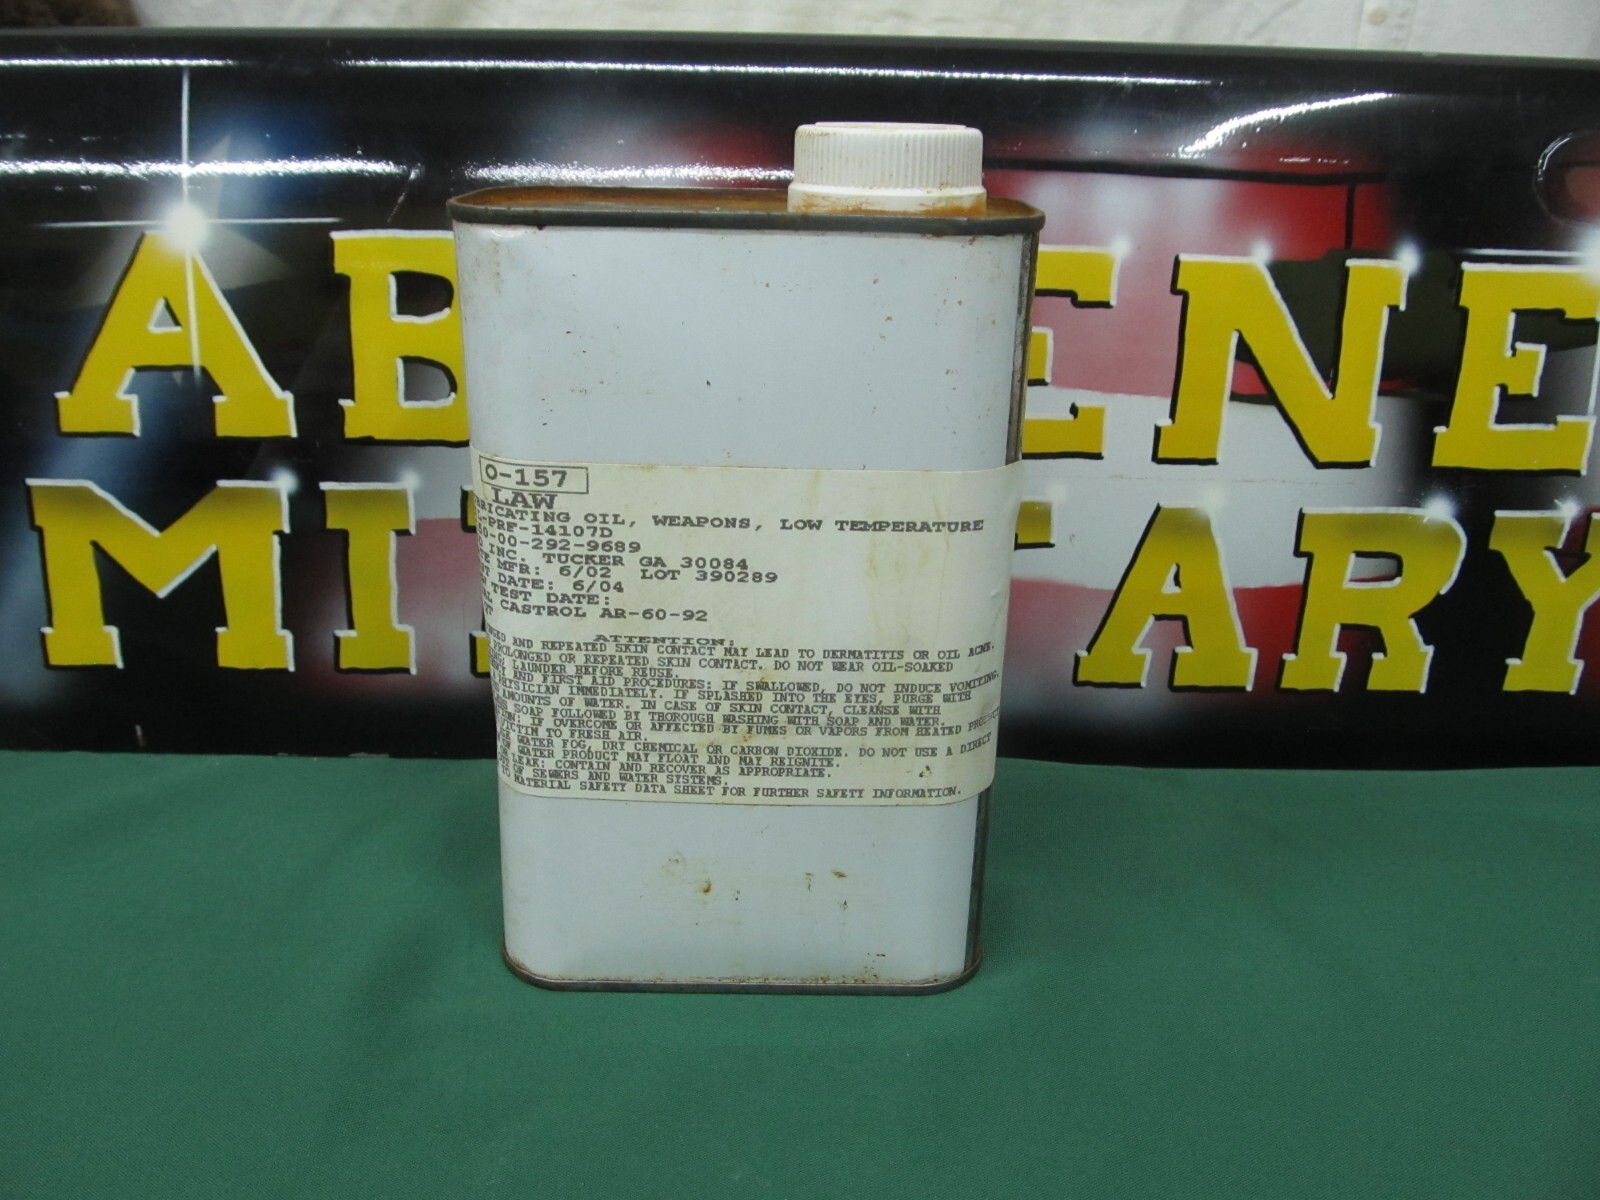 AB ENE
MI TARY
O-157
LAW
BRICATING OIL, WEAPONS, LOW TEMPERATURE
L-PRF-14107D
50-00-292-9689
INC. TUCKER GA 30084
MFR: 6/02 LOT 390289
DATE: 6/04
AL TEST DATE:
CASTROL AR-60-92
ATTENTION:
NGED AND REPEATED SKIN CONTACT MAY LEAD TO DERMATITIS OR OIL ACNE.
PROLONGED OR REPEATED SKIN CONTACT. DO NOT WEAR OIL-SOAKED
LAUNDER BEFORE REUSE.
AND FIRST AID PROCEDURES: IF SWALLOWED, DO NOT INDUCE VOMITING.
PHYSICIAN IMMEDIATELY. IF SPLASHED INTO THE EYES, PURGE WITH
AMOUNTS OF WATER. IN CASE OF SKIN CONTACT, CLEANSE WITH
SOAP FOLLOWED BY THOROUGH WASHING WITH SOAP AND WATER.
ION: IF OVERCOME OR AFFECTED BY FUMES OR VAPORS FROM HEATED PRODUCT
VICTIM TO FRESH AIR.
WATER FOG, DRY CHEMICAL OR CARBON DIOXIDE. DO NOT USE A DIRECT
WATER PRODUCT MAY FLOAT AND MAY REIGNITE.
LEAK: CONTAIN AND RECOVER AS APPROPRIATE.
OF SEWERS AND WATER SYSTEMS.
MATERIAL SAFETY DATA SHEET FOR FURTHER SAFETY INFORMATION.